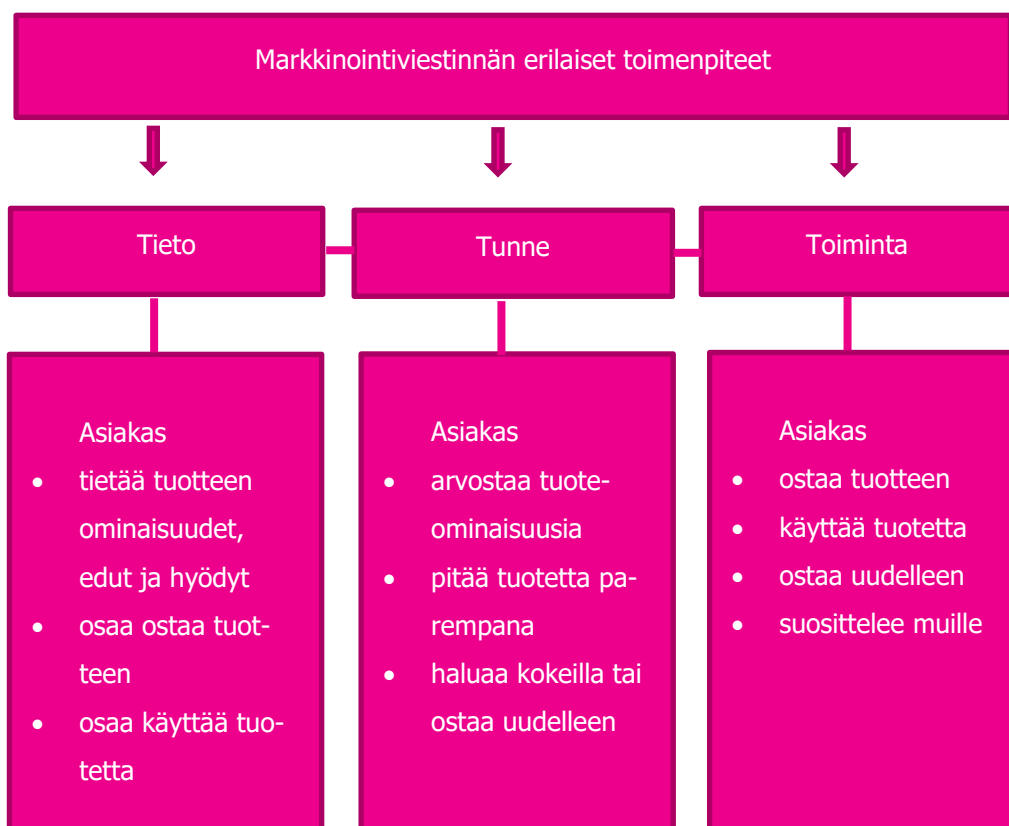 Markkinointiviestinnän erilaiset toimenpiteet
Tieto
Tunne
Toiminta
Asiakas
• tietää tuotteen
ominaisuudet,
edut ja hyödyt
• osaa ostaa tuot-
teen
• osaa käyttää tuo-
tetta
Asiakas
• arvostaa tuote-
ominaisuusia
• pitää tuotetta pa-
rempana
• haluaa kokeilla tai
ostaa uudelleen
Asiakas
• ostaa tuotteen
• käyttää tuotetta
• ostaa uudelleen
• suosittelee muille